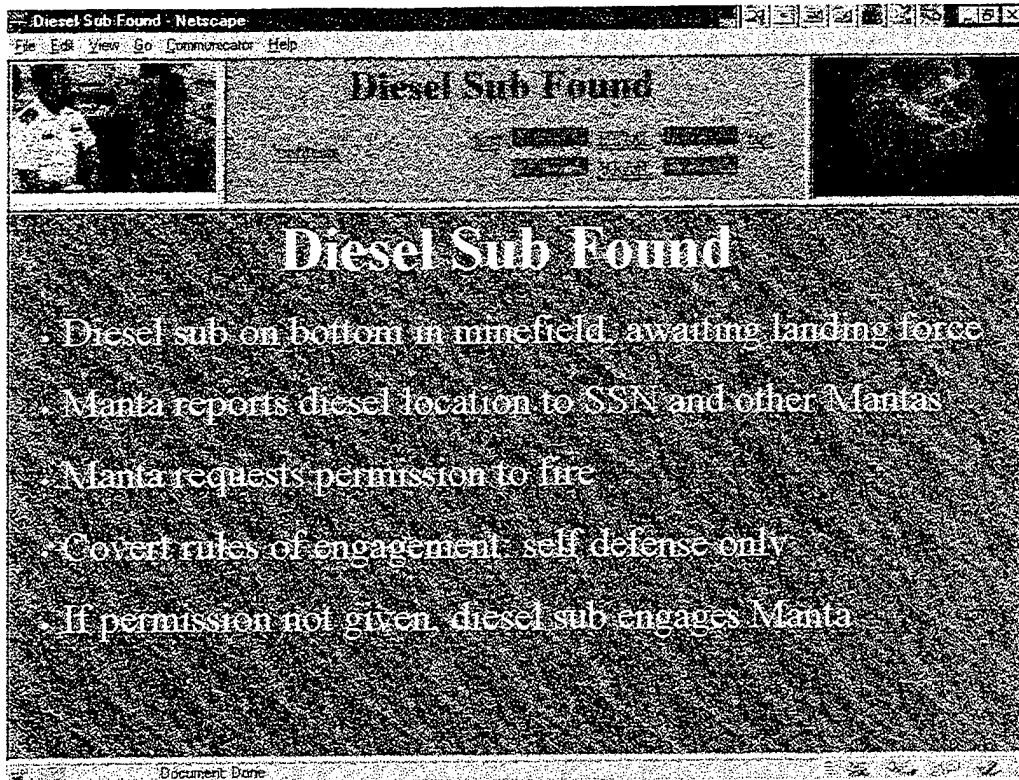 Diesel Sub Found - Netscape
File Edit View Go Communicator Help
Diesel Sub Found
Diesel Sub Found
• Diesel sub on bottom in minefield, awaiting landing force
• Manta reports diesel location to SSN and other Mantas
• Manta requests permission to fire
• Covert rules of engagement: self defense only
• If permission not given, diesel sub engages Manta
Document: Done